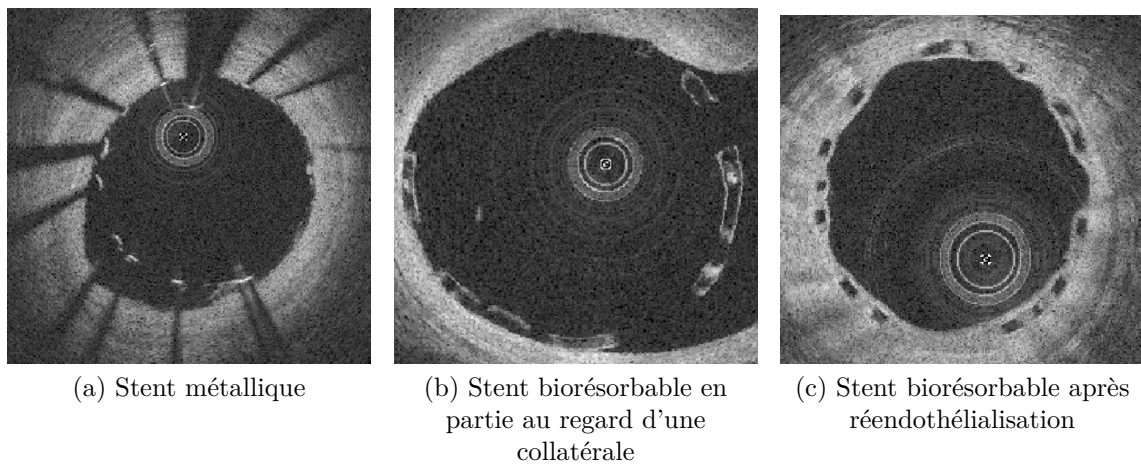 (a) Stent métallique
(b) Stent biorésorbable en
partie au regard d'une
collatérale
(c) Stent biorésorbable après
réendothélialisation